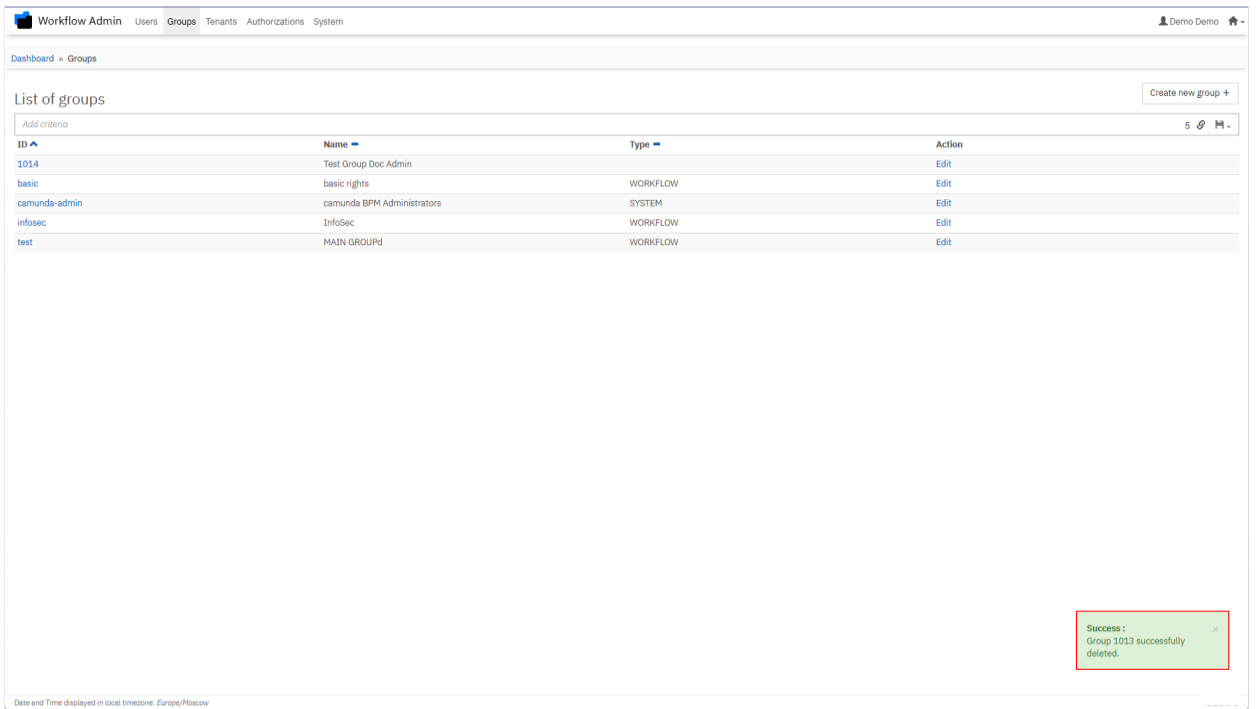 Workflow Admin Users Groups Tenants Authorizations System Demo Demo
Dashboard » Groups
List of groups
Create new group +
Add criteria 5
ID Name Type Action
1014 Test Group Doc Admin Edit
basic basic rights WORKFLOW Edit
camunda-admin camunda BPM Administrators SYSTEM Edit
infosec InfoSec WORKFLOW Edit
test MAIN GROUPd WORKFLOW Edit
Success : ×
Group 1013 successfully
deleted.
Date and Time displayed in local timezone: Europe/Moscow